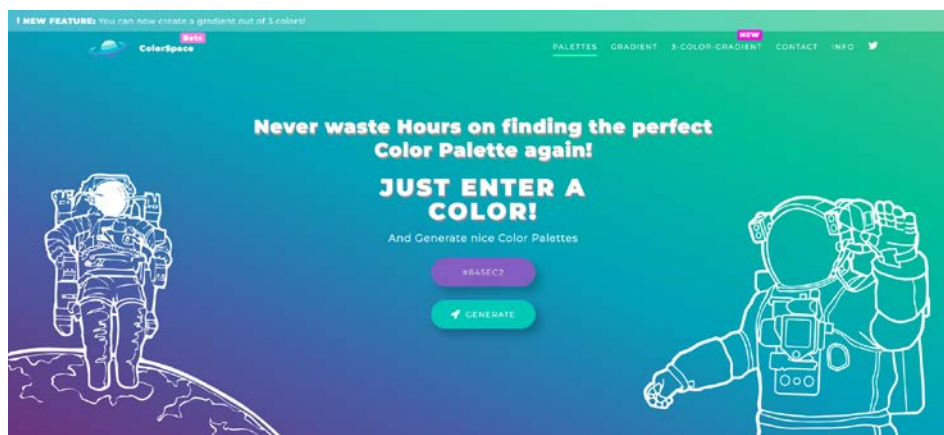 ! NEW FEATURE: You can now create a gradient out of 3 colors!
Beta
ColorSpace
NEW
PALETTES GRADIENT 3-COLOR-GRADIENT CONTACT INFO
Never waste Hours on finding the perfect
Color Palette again!
JUST ENTER A
COLOR!
And Generate nice Color Palettes
#845EC2
GENERATE